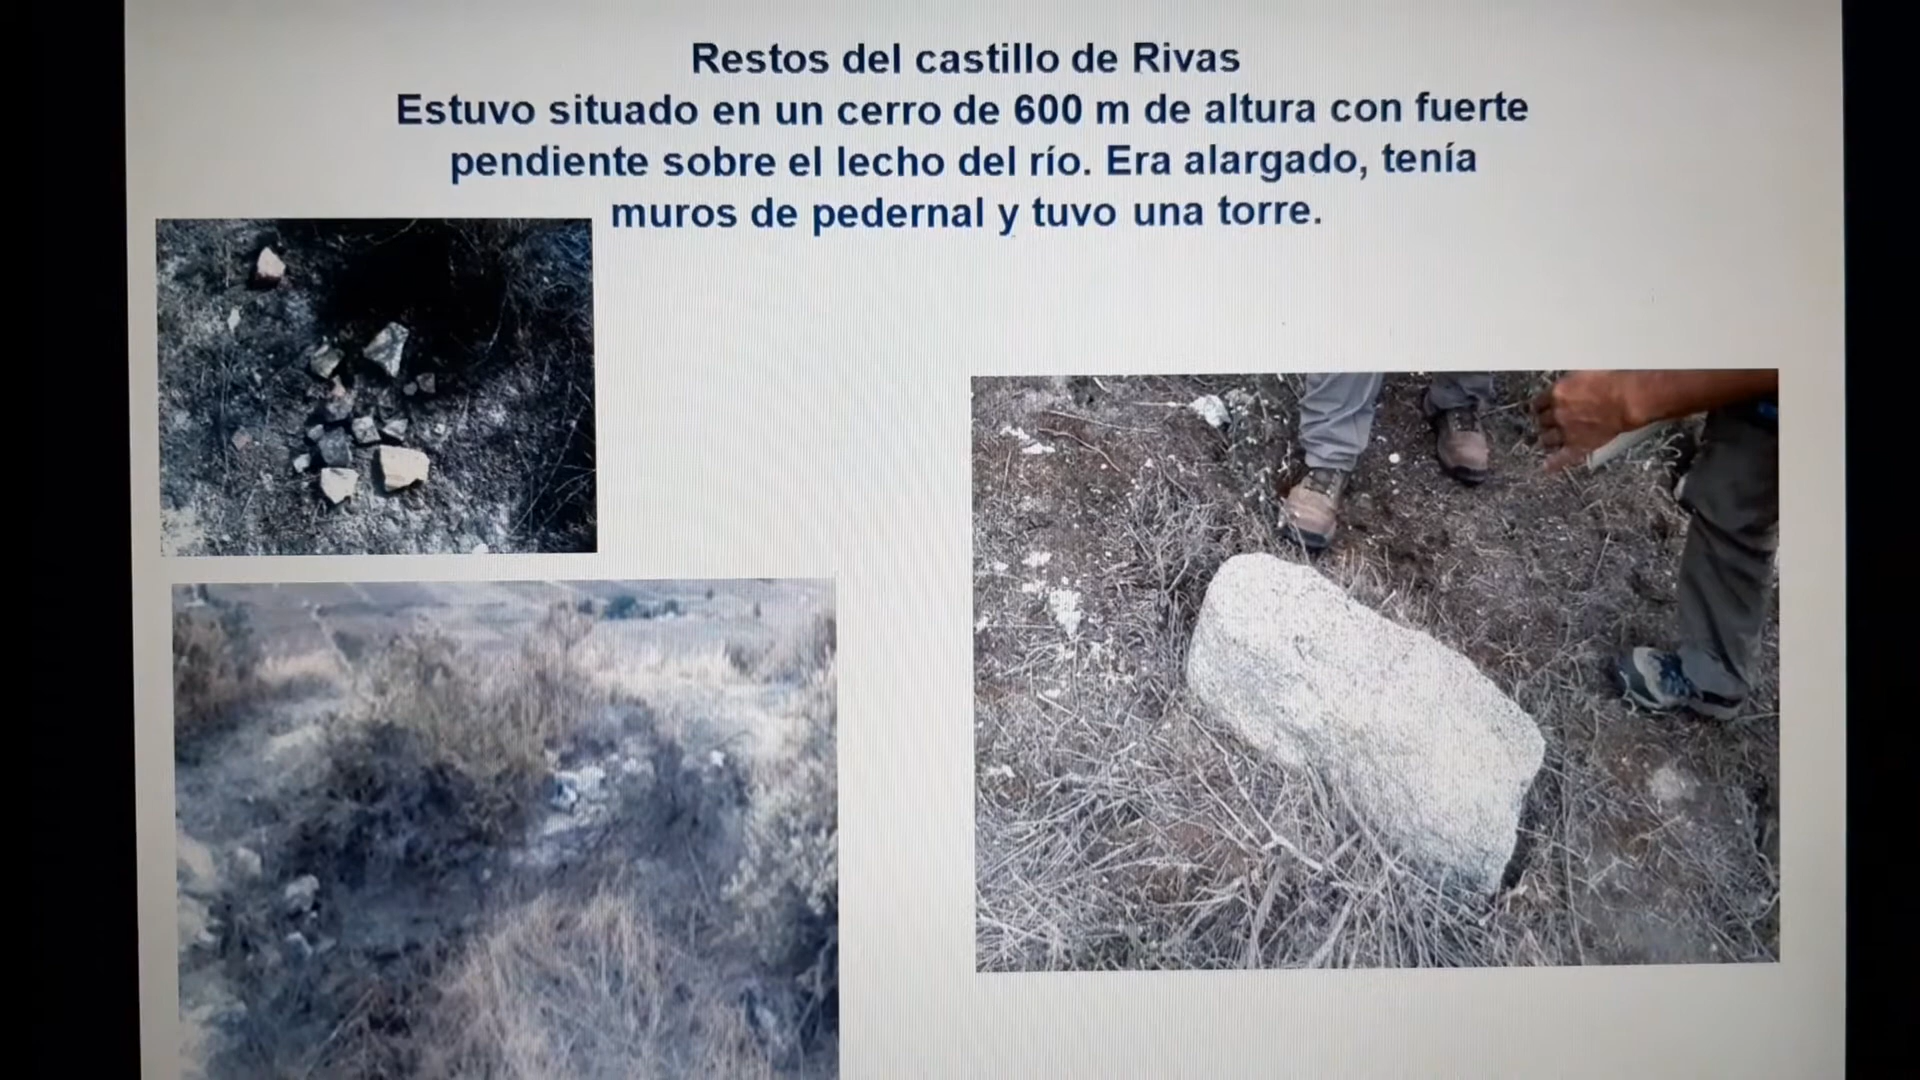 Restos del castillo de Rivas
Estuvo situado en un cerro de 600 m de altura con fuerte
pendiente sobre el lecho del río. Era alargado, tenía
muros de pedernal y tuvo una torre.